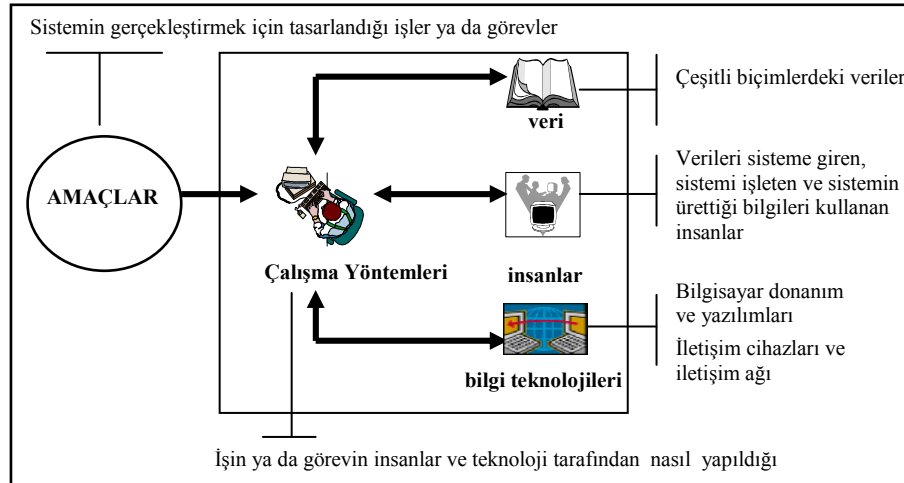 Sistemin gerçekleştirmek için tasarlandığı işler ya da görevler
AMAÇLAR
Çalışma Yöntemleri
veri
Çeşitli biçimlerdeki veriler
insanlar
Verileri sisteme giren,
sistemi işleten ve sistemin
ürettiği bilgileri kullanan
insanlar
bilgi teknolojileri
Bilgisayar donanım
ve yazılımları
İletişim cihazları ve
iletişim ağı
İşin ya da görevin insanlar ve teknoloji tarafından nasıl yapıldığı